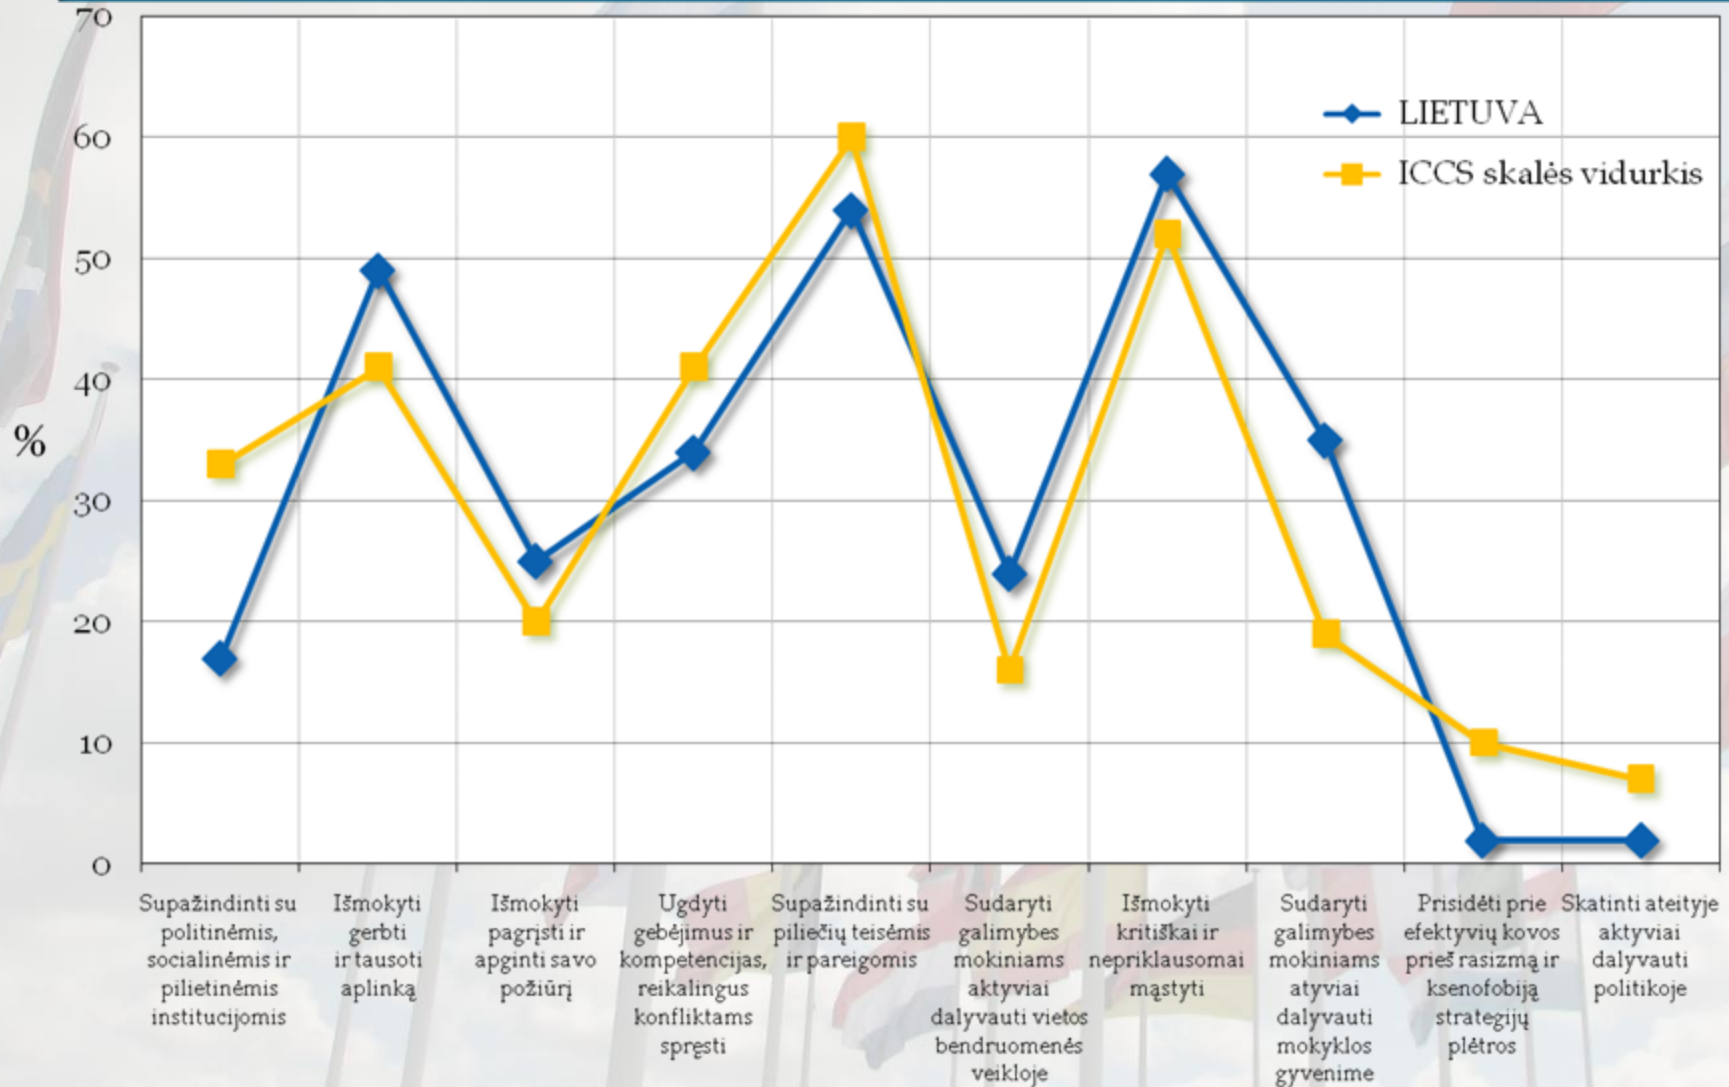 70
60
50
40
30
20
10
0
%
LIETUVA
ICCS skalės vidurkis
Supažindinti su
politinėmis,
socialinėmis ir
pilietinėmis
institucijomis
Išmokyti
gerbti
ir tausoti
aplinką
Išmokyti
pagrįsti ir
apginti savo
požiūrį
Ugdyti
gebėjimus ir
kompetencijas,
reikalingus
konfliktams
spręsti
Supažindinti su
piliečių teisėmis
ir pareigomis
Sudaryti
galimybes
mokiniams
aktyviai
dalyvauti vietos
bendruomenės
veikloje
Išmokyti
kritiškai ir
nepriklausomai
mąstyti
Sudaryti
galimybes
mokiniams
atyviai
dalyvauti
mokyklos
gyvenime
Prisidėti prie
efektyvių kovos
prieš rasizmą ir
ksenofobiją
strategijų
plėtros
Skatinti ateityje
aktyviai
dalyvauti
politikoje